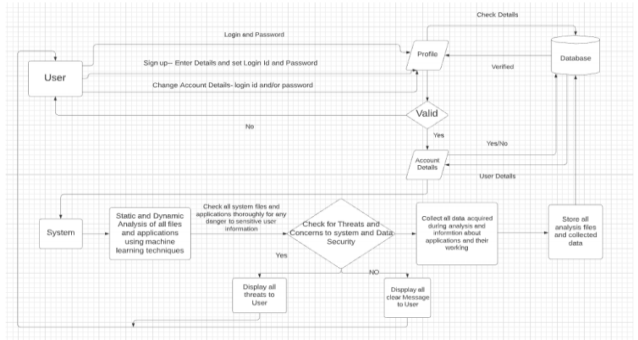 Check Details
Login and Password
Profile
User
Sign up-- Enter Details and set Login Id and Password
Database
Verified
Change Account Details- login id and/or password
Valid
No
Yes
Yes/No
Account
Details
User Details
System
Static and Dynamic
Analysis of all files
and applications
using machine
learning techniques
Check all system files and
applications thoroughly for any
danger to sensitive user
information
Check for Threats and
Concerns to system and Data
Security
Collect all data acquired
during analysis and
informtion about
applications and their
working
Store all
analysis files
and collected
data
Yes
NO
Display all
threats to
User
Dispplay all
clear Message
to User